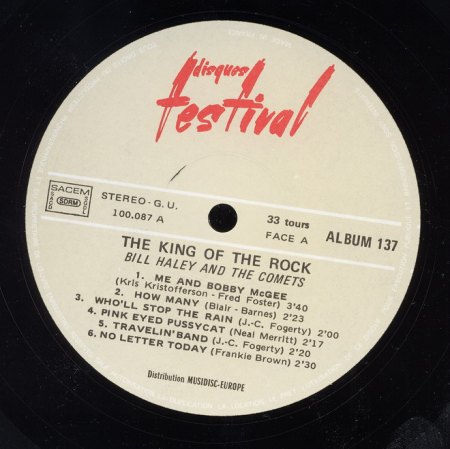 disques
festival
SACEM
SDRM
SACD
SGDL
STEREO - G. U.
100.087 A
33 tours
FACE A
ALBUM 137
THE KING OF THE ROCK
BILL HALEY AND THE COMETS
1. ME AND BOBBY McGEE
(Kris Kristofferson - Fred Foster) 3'40
2. HOW MANY (Blair - Barnes) 2'23
3. WHO'LL STOP THE RAIN (J.-C. Fogerty) 2'00
4. PINK EYED PUSSYCAT (Neal Merritt) 2'17
5. TRAVELIN' BAND (J.-C. Fogerty) 2'20
6. NO LETTER TODAY (Frankie Brown) 2'30
Distribution MUSIDISC-EUROPE